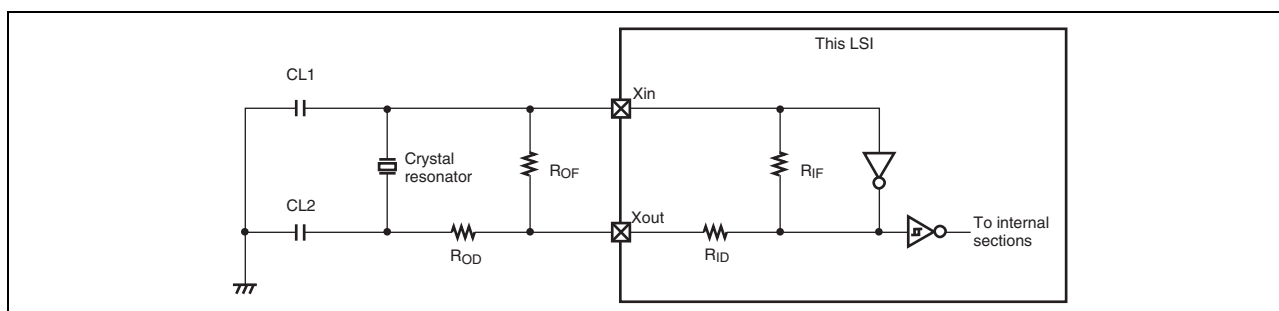 This LSI
CL1
Xin
Crystal
resonator
ROF
RIF
CL2
Xout
ROD
RID
To internal
sections